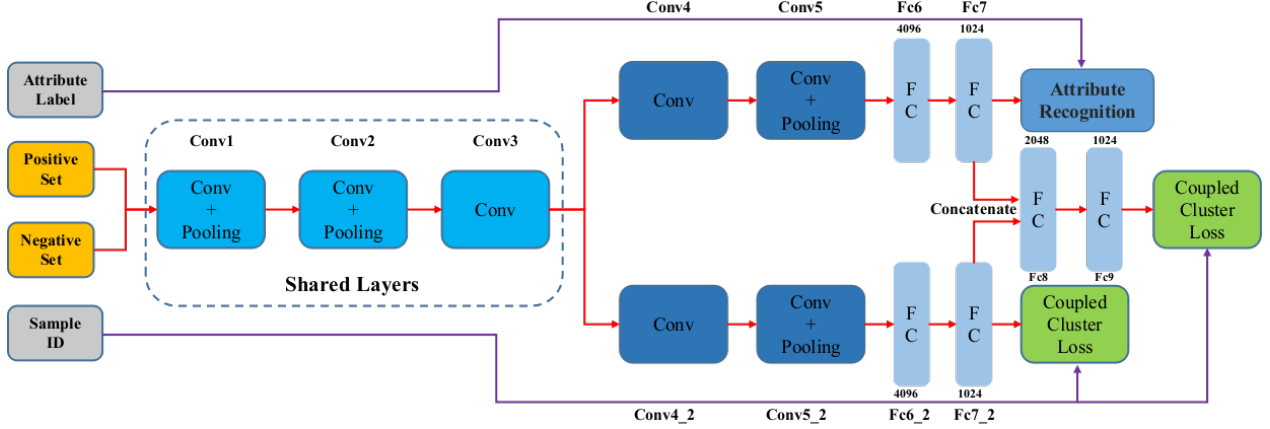 Conv4 Conv5 Fc6 Fc7
4096 1024
Attribute
Label
Conv
Conv
+
Pooling
F
C
F
C
Attribute
Recognition
Conv1 Conv2 Conv3
2048 1024
Positive
Set
Negative
Set
Conv
+
Pooling
Conv
+
Pooling
Conv
Concatenate
F
C
F
C
Coupled
Cluster
Loss
Shared Layers
Fc8 Fc9
Sample
ID
Conv
Conv
+
Pooling
F
C
F
C
Coupled
Cluster
Loss
4096 1024
Conv4_2 Conv5_2 Fc6_2 Fc7_2